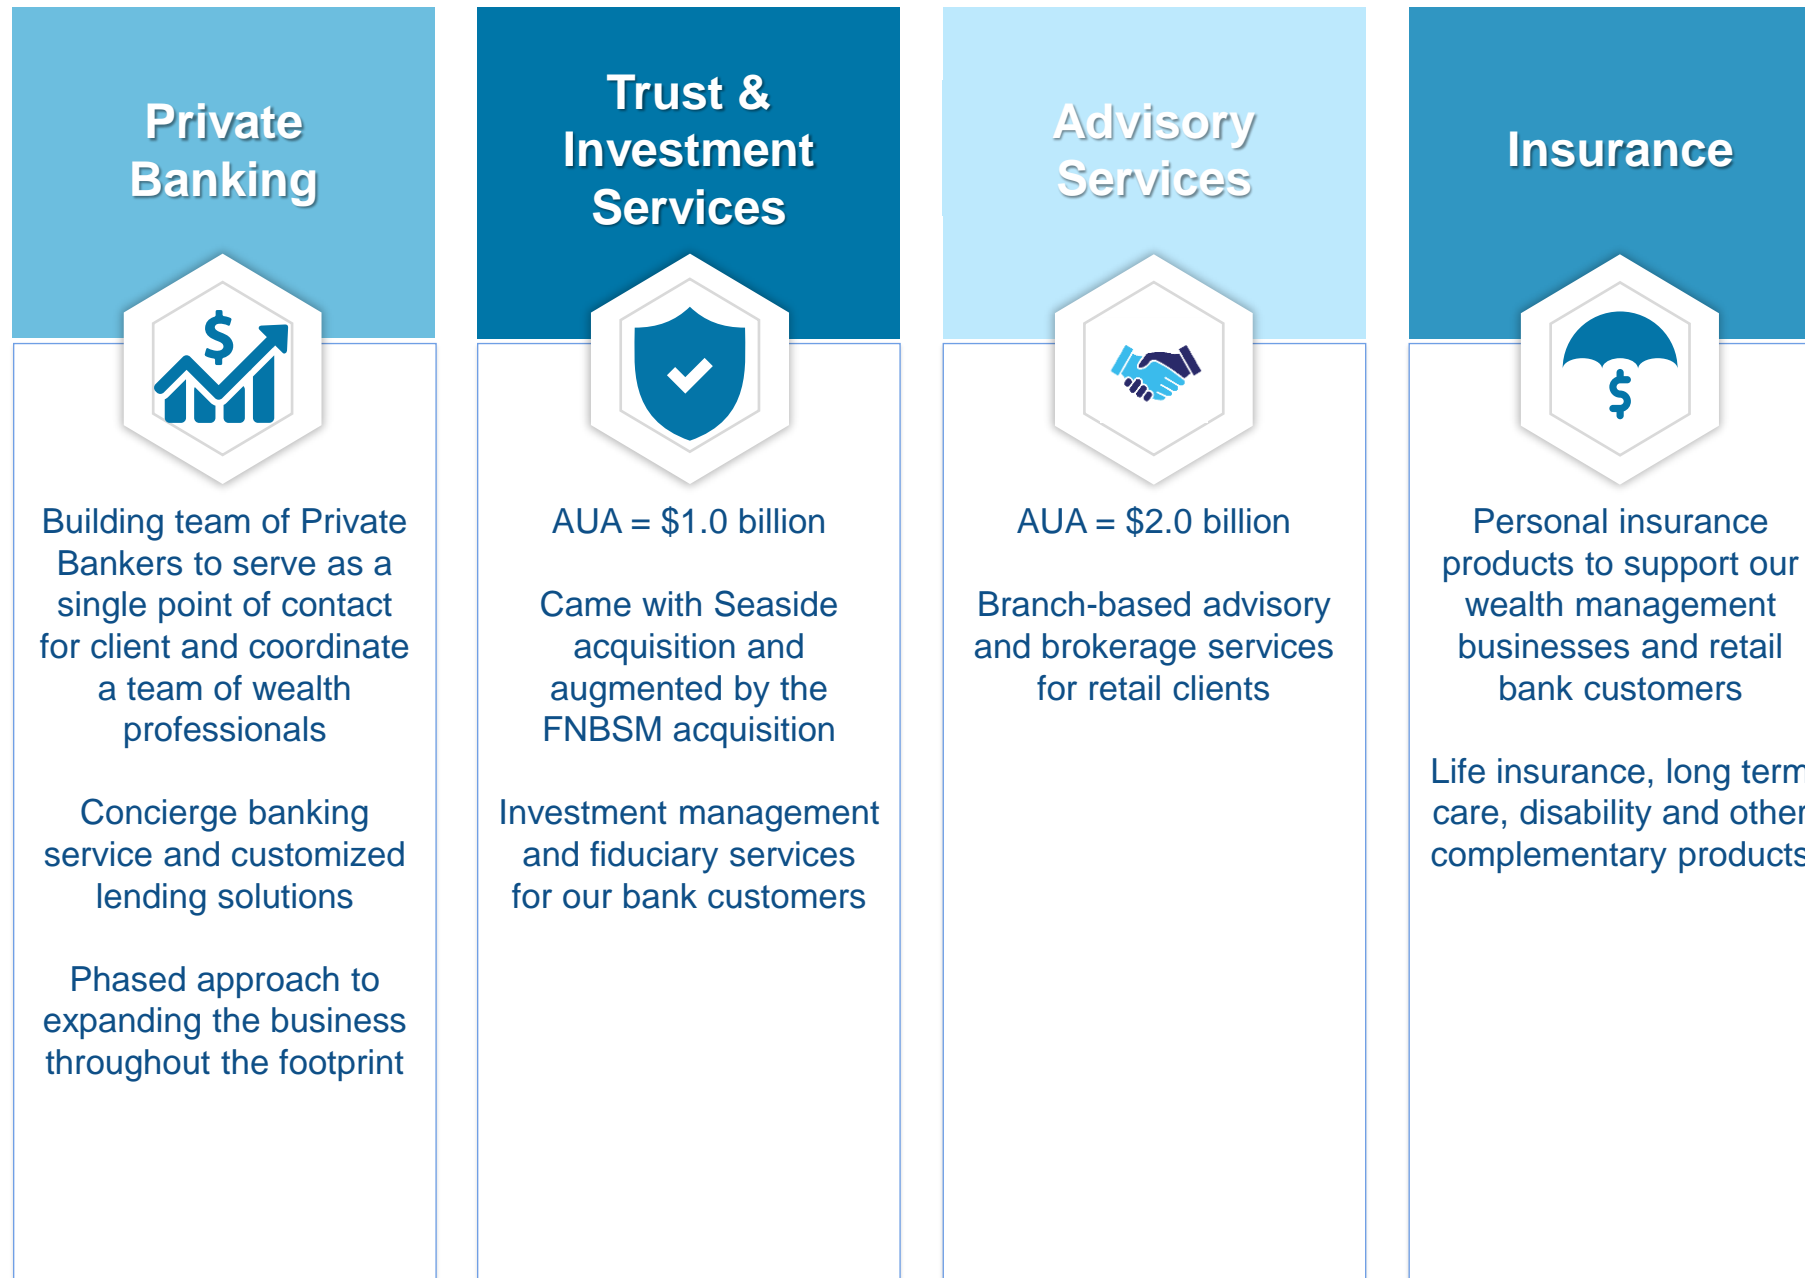 Private
Banking
Building team of Private
Bankers to serve as a
single point of contact
for client and coordinate
a team of wealth
professionals
Concierge banking
service and customized
lending solutions
Phased approach to
expanding the business
throughout the footprint
Trust &
Investment
Services
AUA = $1.0 billion
Came with Seaside
acquisition and
augmented by the
FNBSM acquisition
Investment management
and fiduciary services
for our bank customers
Advisory
Services
AUA = $2.0 billion
Branch-based advisory
and brokerage services
for retail clients
Insurance
Personal insurance
products to support our
wealth management
businesses and retail
bank customers
Life insurance, long term
care, disability and other
complementary products